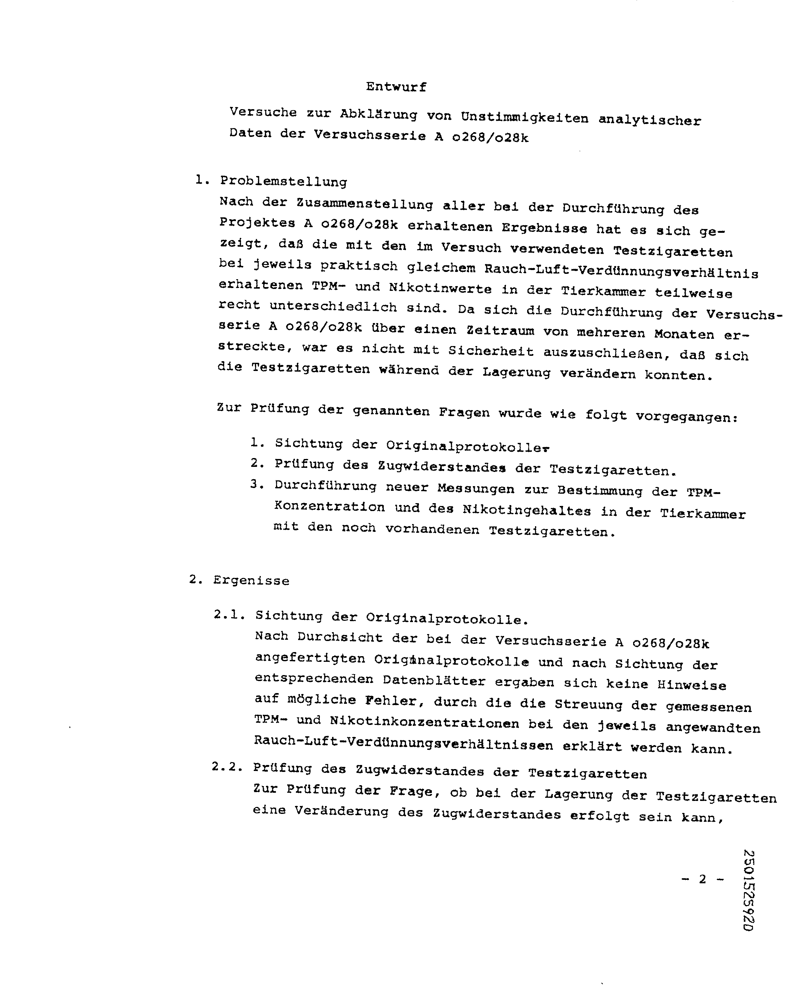 Entwurf
Versuche zur Abklärung von Unstimmigkeiten analytischer
Daten der Versuchsserie A o268/o28k
1. Problemstellung
Nach der Zusammenstellung aller bei der Durchführung des
Projektes A o268/o28k erhaltenen Ergebnisse hat es sich ge-
zeigt, daß die mit den im Versuch verwendeten Testzigaretten
bei jeweils praktisch gleichem Rauch-Luft-Verdünnungsverhältnis
erhaltenen TPM- und Nikotinwerte in der Tierkammer teilweise
recht unterschiedlich sind. Da sich die Durchführung der Versuchs-
serie A o268/o28k über einen Zeitraum von mehreren Monaten er-
streckte, war es nicht mit Sicherheit auszuschließen, daß sich
die Testzigaretten während der Lagerung verändern konnten.
Zur Prüfung der genannten Fragen wurde wie folgt vorgegangen:
1. Sichtung der Originalprotokoller
2. Prüfung des Zugwiderstandes der Testzigaretten.
3. Durchführung neuer Messungen zur Bestimmung der TPM-
Konzentration und des Nikotingehaltes in der Tierkammer
mit den noch vorhandenen Testzigaretten.
2. Ergenisse
2.1. Sichtung der Originalprotokolle.
Nach Durchsicht der bei der Versuchsserie A o268/o28k
angefertigten Originalprotokolle und nach Sichtung der
entsprechenden Datenblätter ergaben sich keine Hinweise
auf mögliche Fehler, durch die die Streuung der gemessenen
TPM- und Nikotinkonzentrationen bei den jeweils angewandten
Rauch-Luft-Verdünnungsverhältnissen erklärt werden kann.
2.2. Prüfung des Zugwiderstandes der Testzigaretten
Zur Prüfung der Frage, ob bei der Lagerung der Testzigaretten
eine Veränderung des Zugwiderstandes erfolgt sein kann,
- 2 -
2501525920